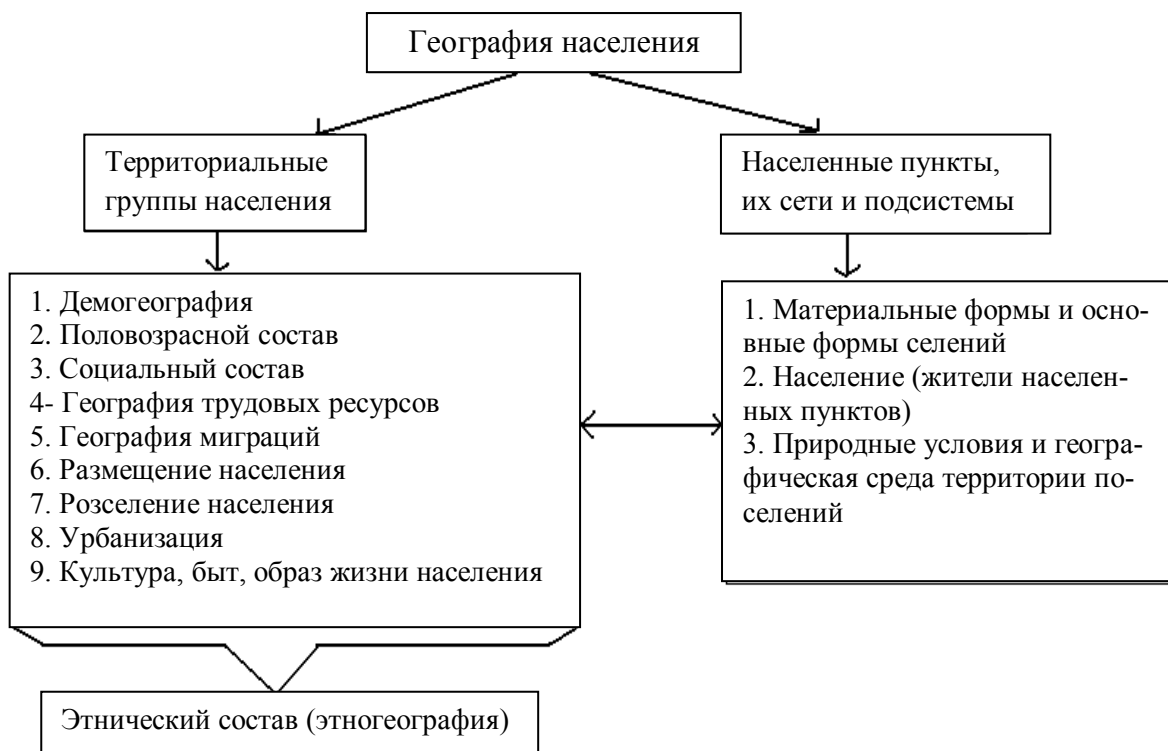 География населения
Территориальные
группы населения
Населенные пункты,
их сети и подсистемы
1. Демогеография
2. Половозрасной состав
3. Социальный состав
4- География трудовых ресурсов
5. География миграций
6. Размещение населения
7. Розселение населения
8. Урбанизация
9. Культура, быт, образ жизни населения
1. Материальные формы и осно-
вные формы селений
2. Население (жители населен-
ных пунктов)
3. Природные условия и геогра-
фическая среда территории по-
селений
Этнический состав (этногеография)